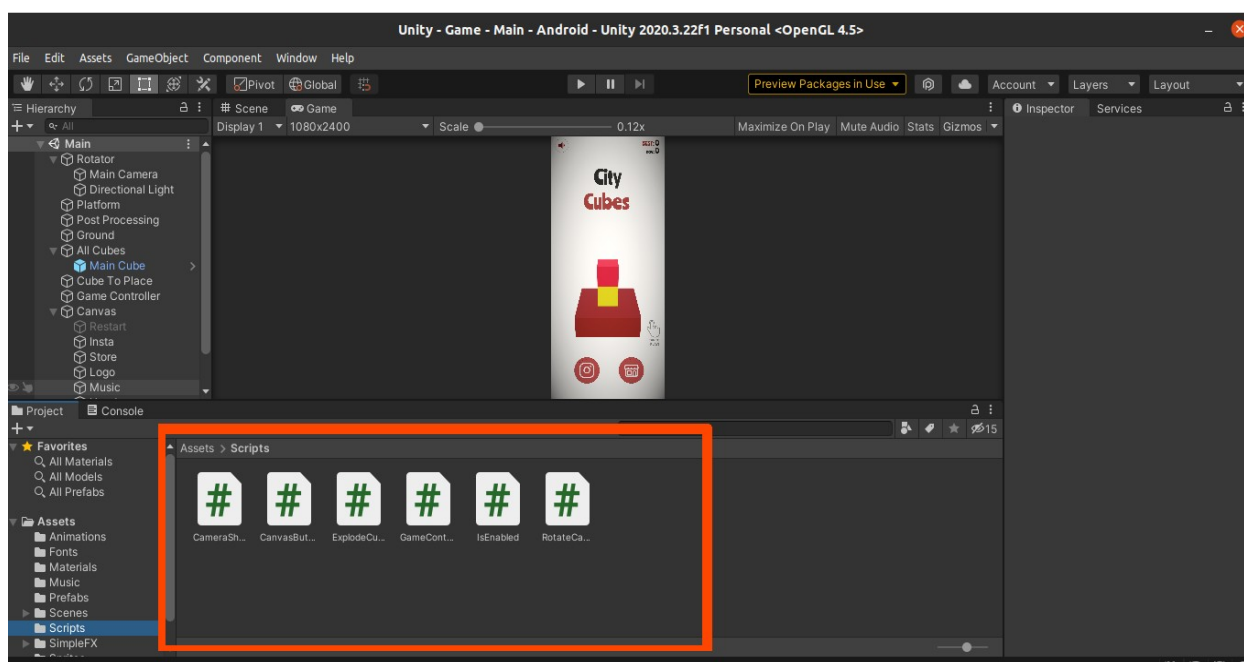 Unity - Game - Main - Android - Unity 2020.3.22f1 Personal <OpenGL 4.5>
File Edit Assets GameObject Component Window Help
Pivot Global Preview Packages in Use Account Layers Layout
Hierarchy # Scene Game Inspector Services
All Display 1 1080x2400 Scale 0.12x Maximize On Play Mute Audio Stats Gizmos
Main
Rotator
Main Camera
Directional Light
Platform
Post Processing
Ground
All Cubes
Main Cube
Cube To Place
Game Controller
Canvas
Restart
Insta
Store
Logo
Music
BEST: 0
City
Cubes
Project Console
15
Favorites
All Materials
All Models
All Prefabs
Assets
Animations
Fonts
Materials
Music
Prefabs
Scenes
Scripts
SimpleFX
Assets > Scripts
CameraSh... CanvasBut... ExplodeCu... GameCont... IsEnabled RotateCa...